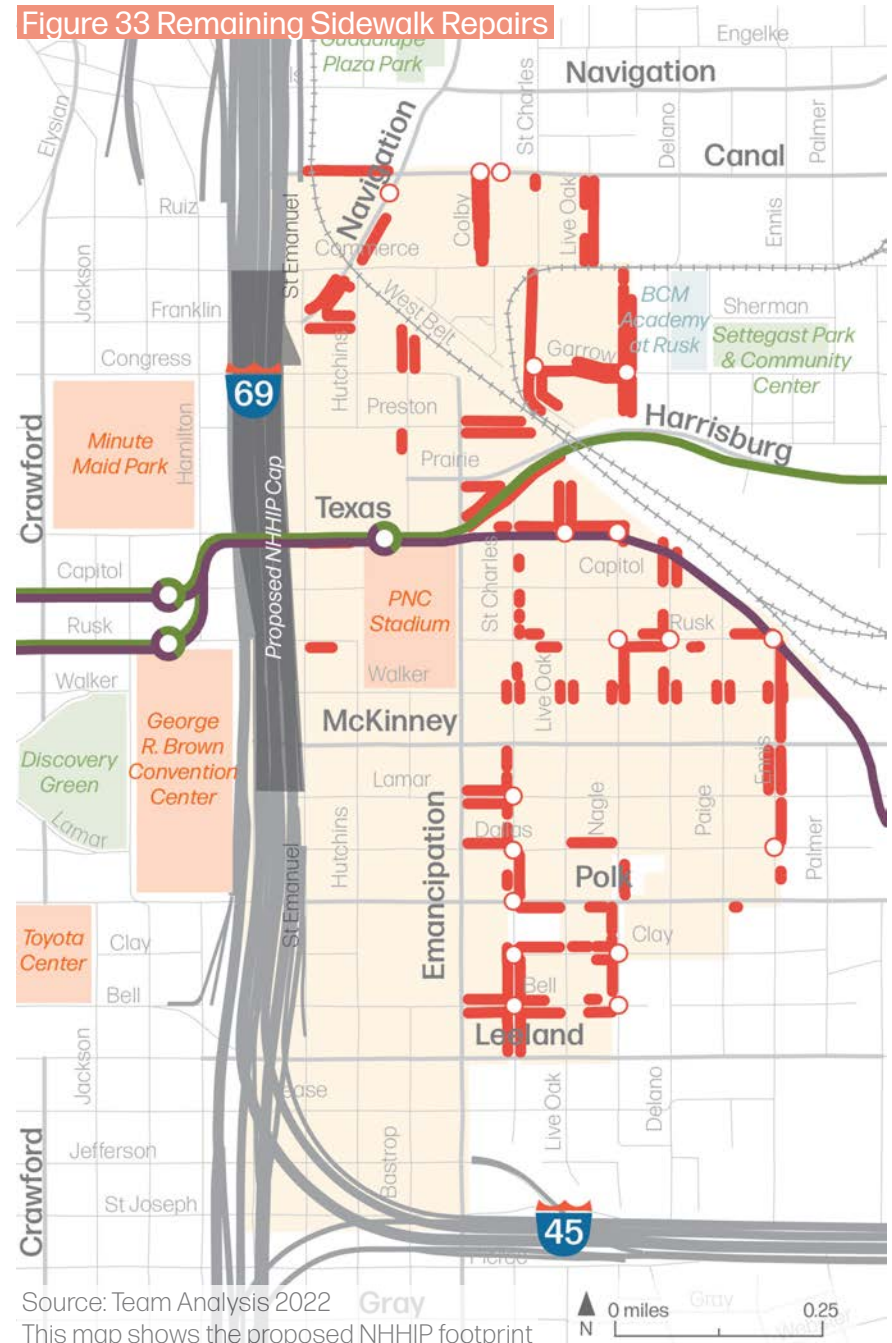 Figure 33 Remaining Sidewalk Repairs
Guadalupe
Plaza Park
Engelke
Navigation
St Charles
Elysian
Navigation
Delano
Palmer
Canal
Ruiz
St Emanuel
Colby
Live Oak
Ennis
Commerce
Jackson
Franklin
West Belt
BCM
Academy
at Rusk
Sherman
Settegast Park
& Community
Center
Congress
Hutchins
Garrow
69
Crawford
Minute
Maid Park
Hamilton
Preston
Harrisburg
Prairie
Texas
Proposed NHHIP Cap
Capitol
PNC
Stadium
St Charles
Capitol
Rusk
Rusk
Walker
Walker
Live Oak
George
R. Brown
Convention
Center
McKinney
Discovery
Green
Lamar
Lamar
Ennis
Hutchins
Emancipation
Dallas
Nagle
Paige
Palmer
St Emanuel
Polk
Toyota
Center
Clay
Clay
Bell
Bell
Leeland
Jackson
ease
Live Oak
Delano
Crawford
Jefferson
Bastrop
St Joseph
45
Pierce
Source: Team Analysis 2022
Gray
Gray
Webster
N
0 miles
0.25
This map shows the proposed NHHIP footprint